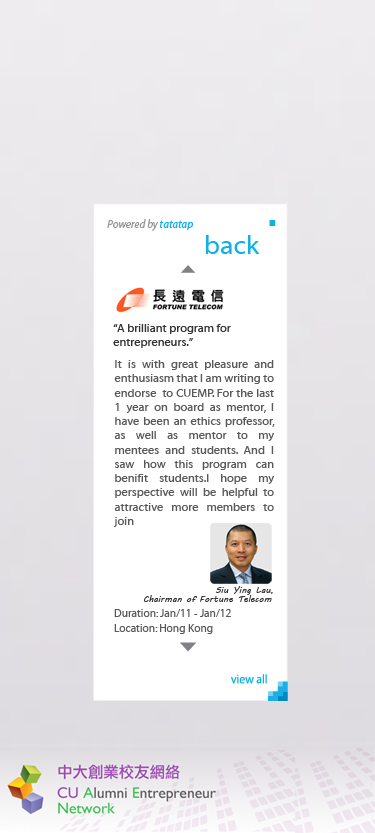 Powered by tatatap
back
長遠電信
FORTUNE TELECOM
“A brilliant program for
entrepreneurs.”
It is with great pleasure and
enthusiasm that I am writing to
endorse to CUEMP. For the last
1 year on board as mentor, I
have been an ethics professor,
as well as mentor to my
mentees and students. And I
saw how this program can
benifit students.I hope my
perspective will be helpful to
attractive more members to
join
Siu Ying Lau,
Chairman of Fortune Telecom
Duration: Jan/11 - Jan/12
Location: Hong Kong
view all
中大創業校友網絡
CU Alumni Entrepreneur
Network